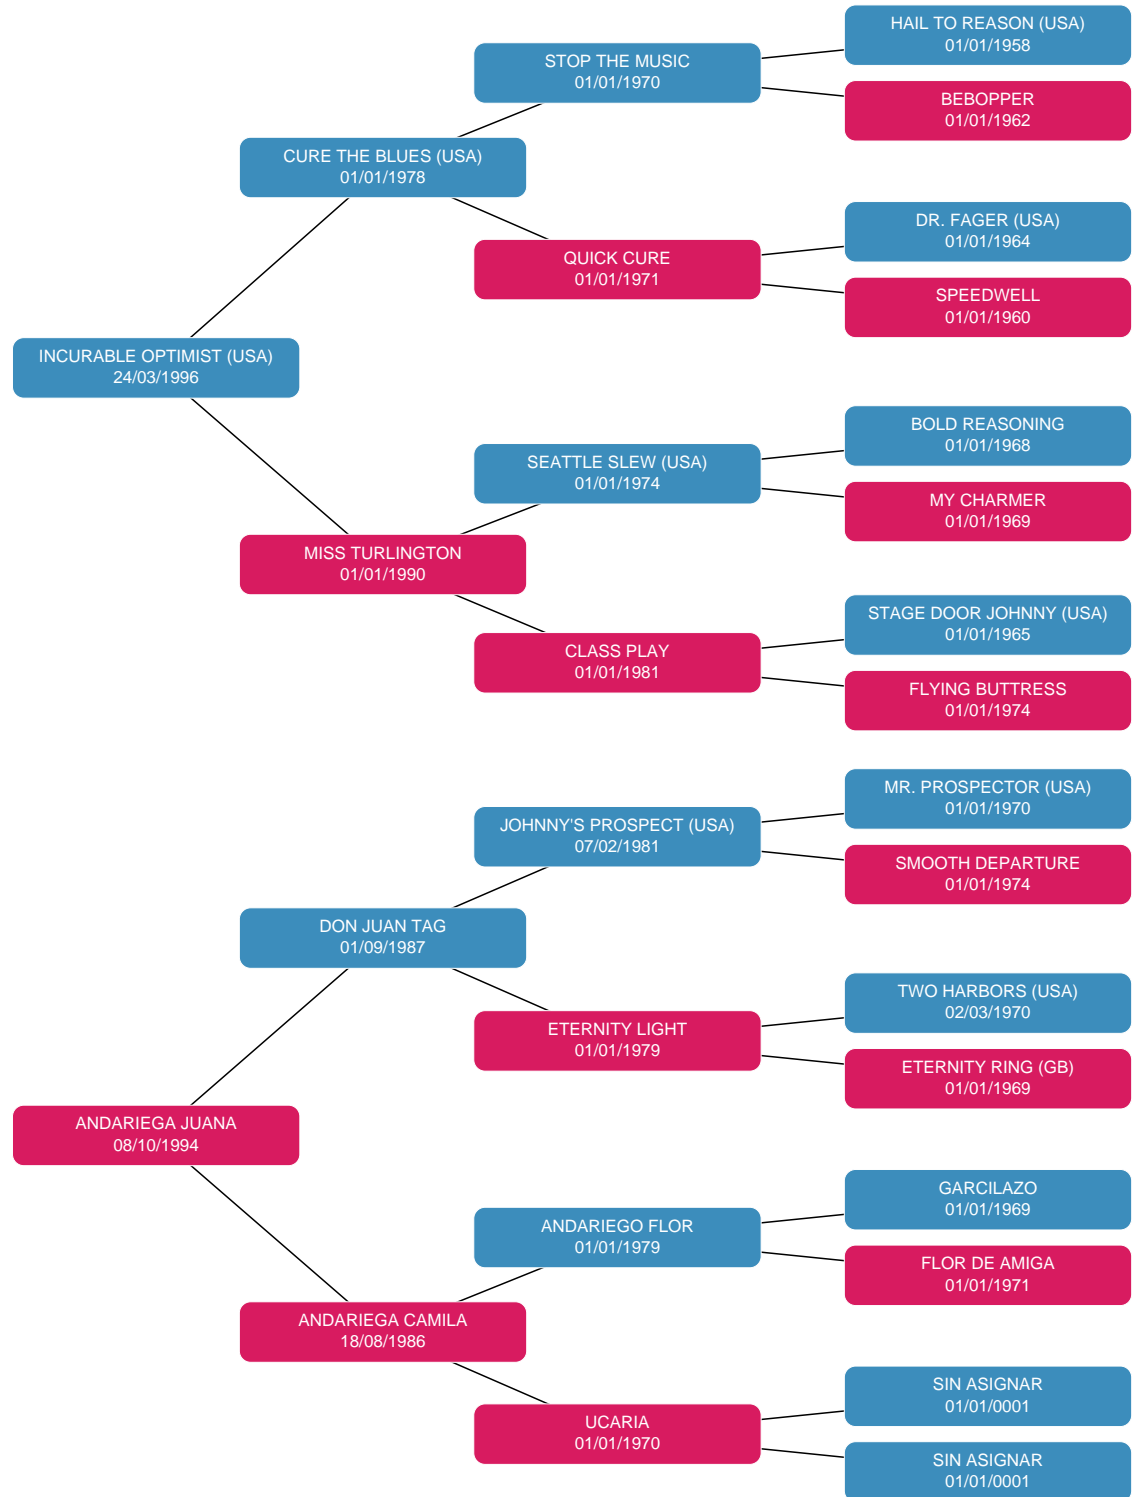 HAIL TO REASON (USA)
01/01/1958
STOP THE MUSIC
01/01/1970
BEBOPPER
01/01/1962
CURE THE BLUES (USA)
01/01/1978
DR. FAGER (USA)
01/01/1964
QUICK CURE
01/01/1971
SPEEDWELL
01/01/1960
INCURABLE OPTIMIST (USA)
24/03/1996
BOLD REASONING
01/01/1968
SEATTLE SLEW (USA)
01/01/1974
MY CHARMER
01/01/1969
MISS TURLINGTON
01/01/1990
STAGE DOOR JOHNNY (USA)
01/01/1965
CLASS PLAY
01/01/1981
FLYING BUTTRESS
01/01/1974
MR. PROSPECTOR (USA)
01/01/1970
JOHNNY'S PROSPECT (USA)
07/02/1981
SMOOTH DEPARTURE
01/01/1974
DON JUAN TAG
01/09/1987
TWO HARBORS (USA)
02/03/1970
ETERNITY LIGHT
01/01/1979
ETERNITY RING (GB)
01/01/1969
ANDARIEGA JUANA
08/10/1994
GARCILAZO
01/01/1969
ANDARIEGO FLOR
01/01/1979
FLOR DE AMIGA
01/01/1971
ANDARIEGA CAMILA
18/08/1986
SIN ASIGNAR
01/01/0001
UCARIA
01/01/1970
SIN ASIGNAR
01/01/0001